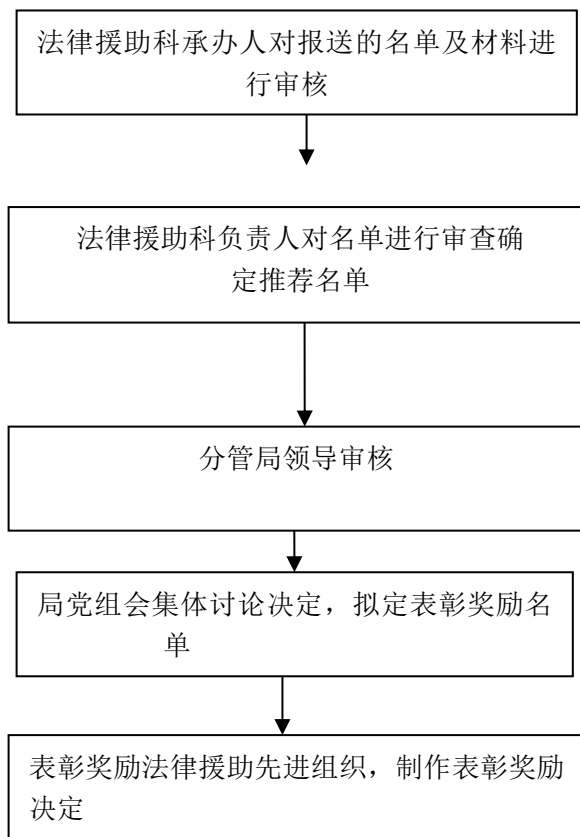 法律援助科承办人对报送的名单及材料进
行审核
法律援助科负责人对名单进行审查确
定推荐名单
分管局领导审核
局党组会集体讨论决定，拟定表彰奖励名
单
表彰奖励法律援助先进组织，制作表彰奖励
决定